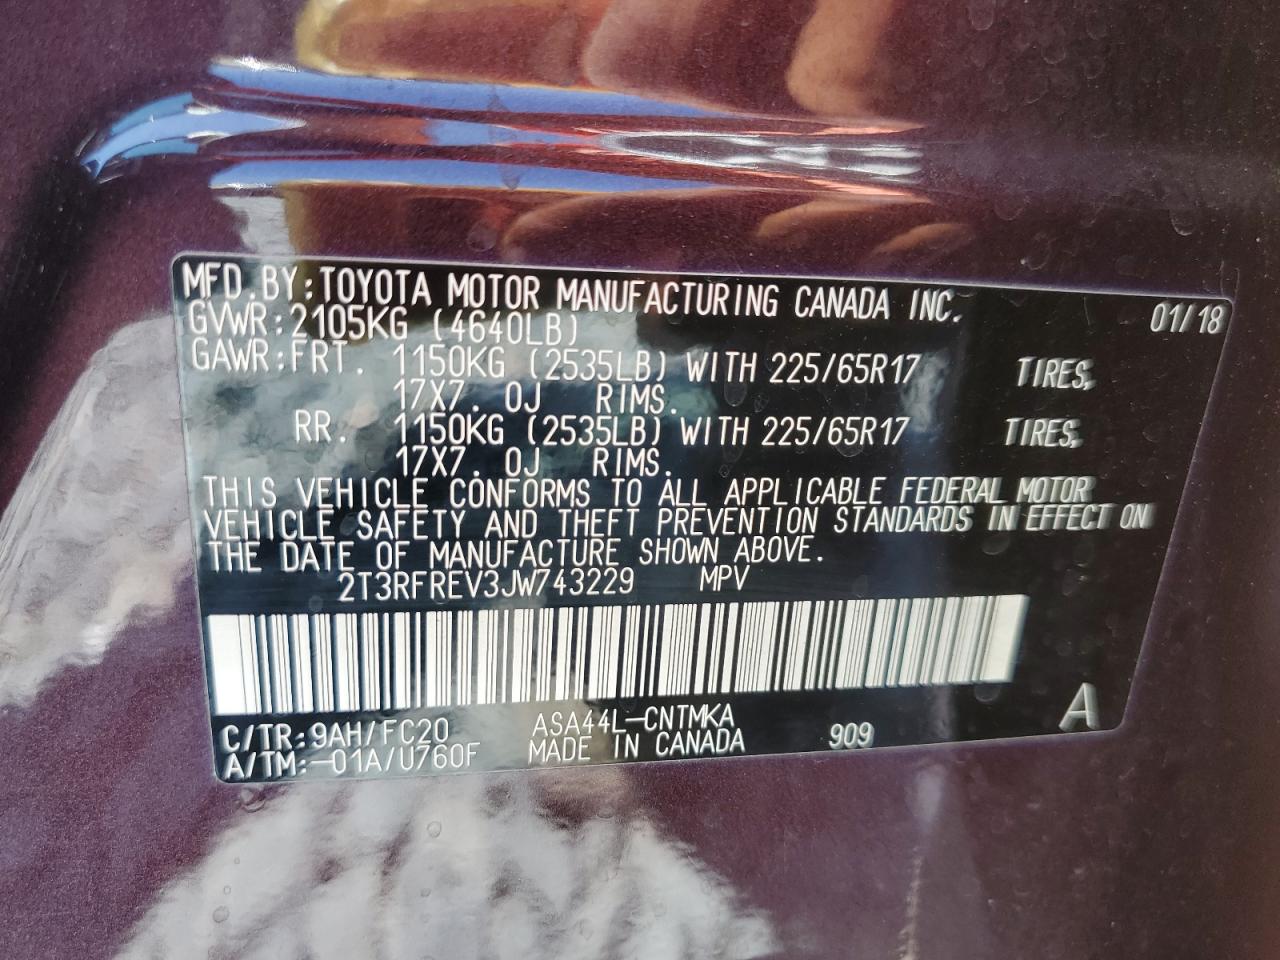 MFD. BY:TOYOTA MOTOR MANUFACTURING CANADA INC. 01/18
GVWR:2105KG (4640LB)
GAWR:FRT. 1150KG (2535LB) WITH 225/65R17 TIRES,
17X7.0J RIMS.
RR. 1150KG (2535LB) WITH 225/65R17 TIRES,
17X7.0J RIMS.
THIS VEHICLE CONFORMS TO ALL APPLICABLE FEDERAL MOTOR
VEHICLE SAFETY AND THEFT PREVENTION STANDARDS IN EFFECT ON
THE DATE OF MANUFACTURE SHOWN ABOVE.
2T3RFREV3JW743229 MPV
C/TR:9AH/FC20 ASA44L-CNTMKA A
A/TM:-01A/U760F MADE IN CANADA 909